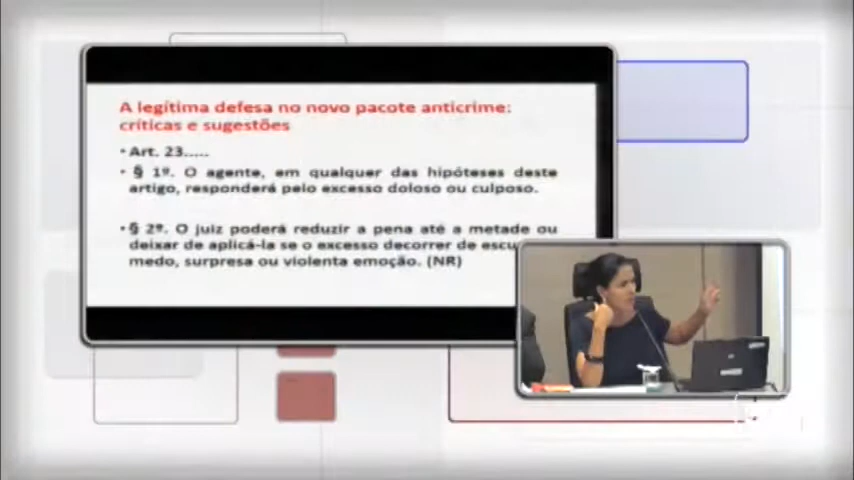 A legítima defesa no novo pacote anticrime:
críticas e sugestões
• Art. 23.....
• § 1º. O agente, em qualquer das hipóteses deste
artigo, responderá pelo excesso doloso ou culposo.
• § 2º. O juiz poderá reduzir a pena até a metade ou
deixar de aplicá-la se o excesso decorrer de escu
medo, surpresa ou violenta emoção. (NR)